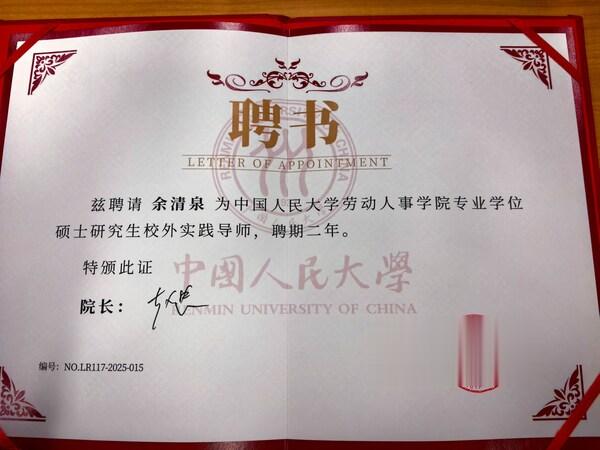 聘书
LETTER OF APPOINTMENT
兹聘请 余清泉 为中国人民大学劳动人事学院专业学位
硕士研究生校外实践导师，聘期二年。
特颁此证
中國人民大學
院长：
RENMIN UNIVERSITY OF CHINA
编号：NO.LR117-2025-015